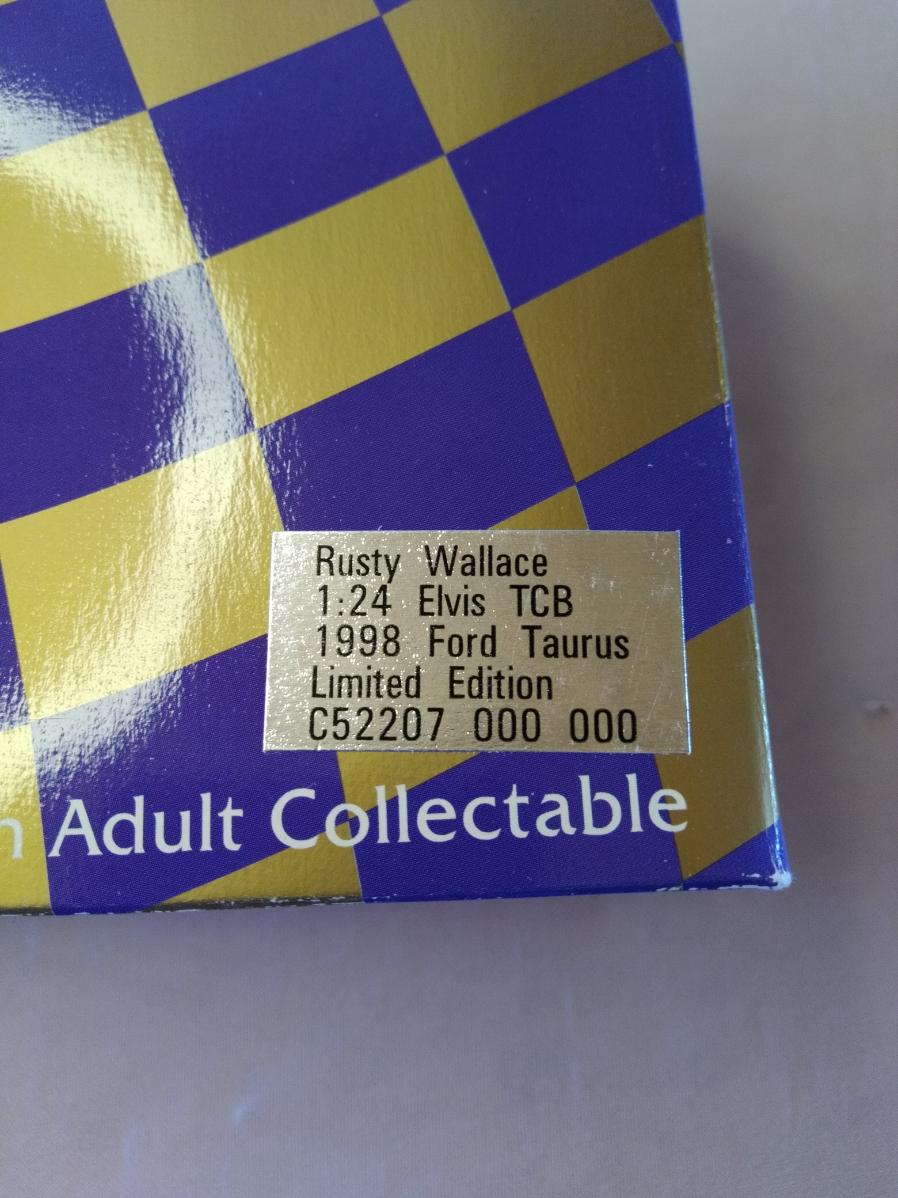 Rusty Wallace
1:24 Elvis TCB
1998 Ford Taurus
Limited Edition
C52207 000 000
Adult Collectable